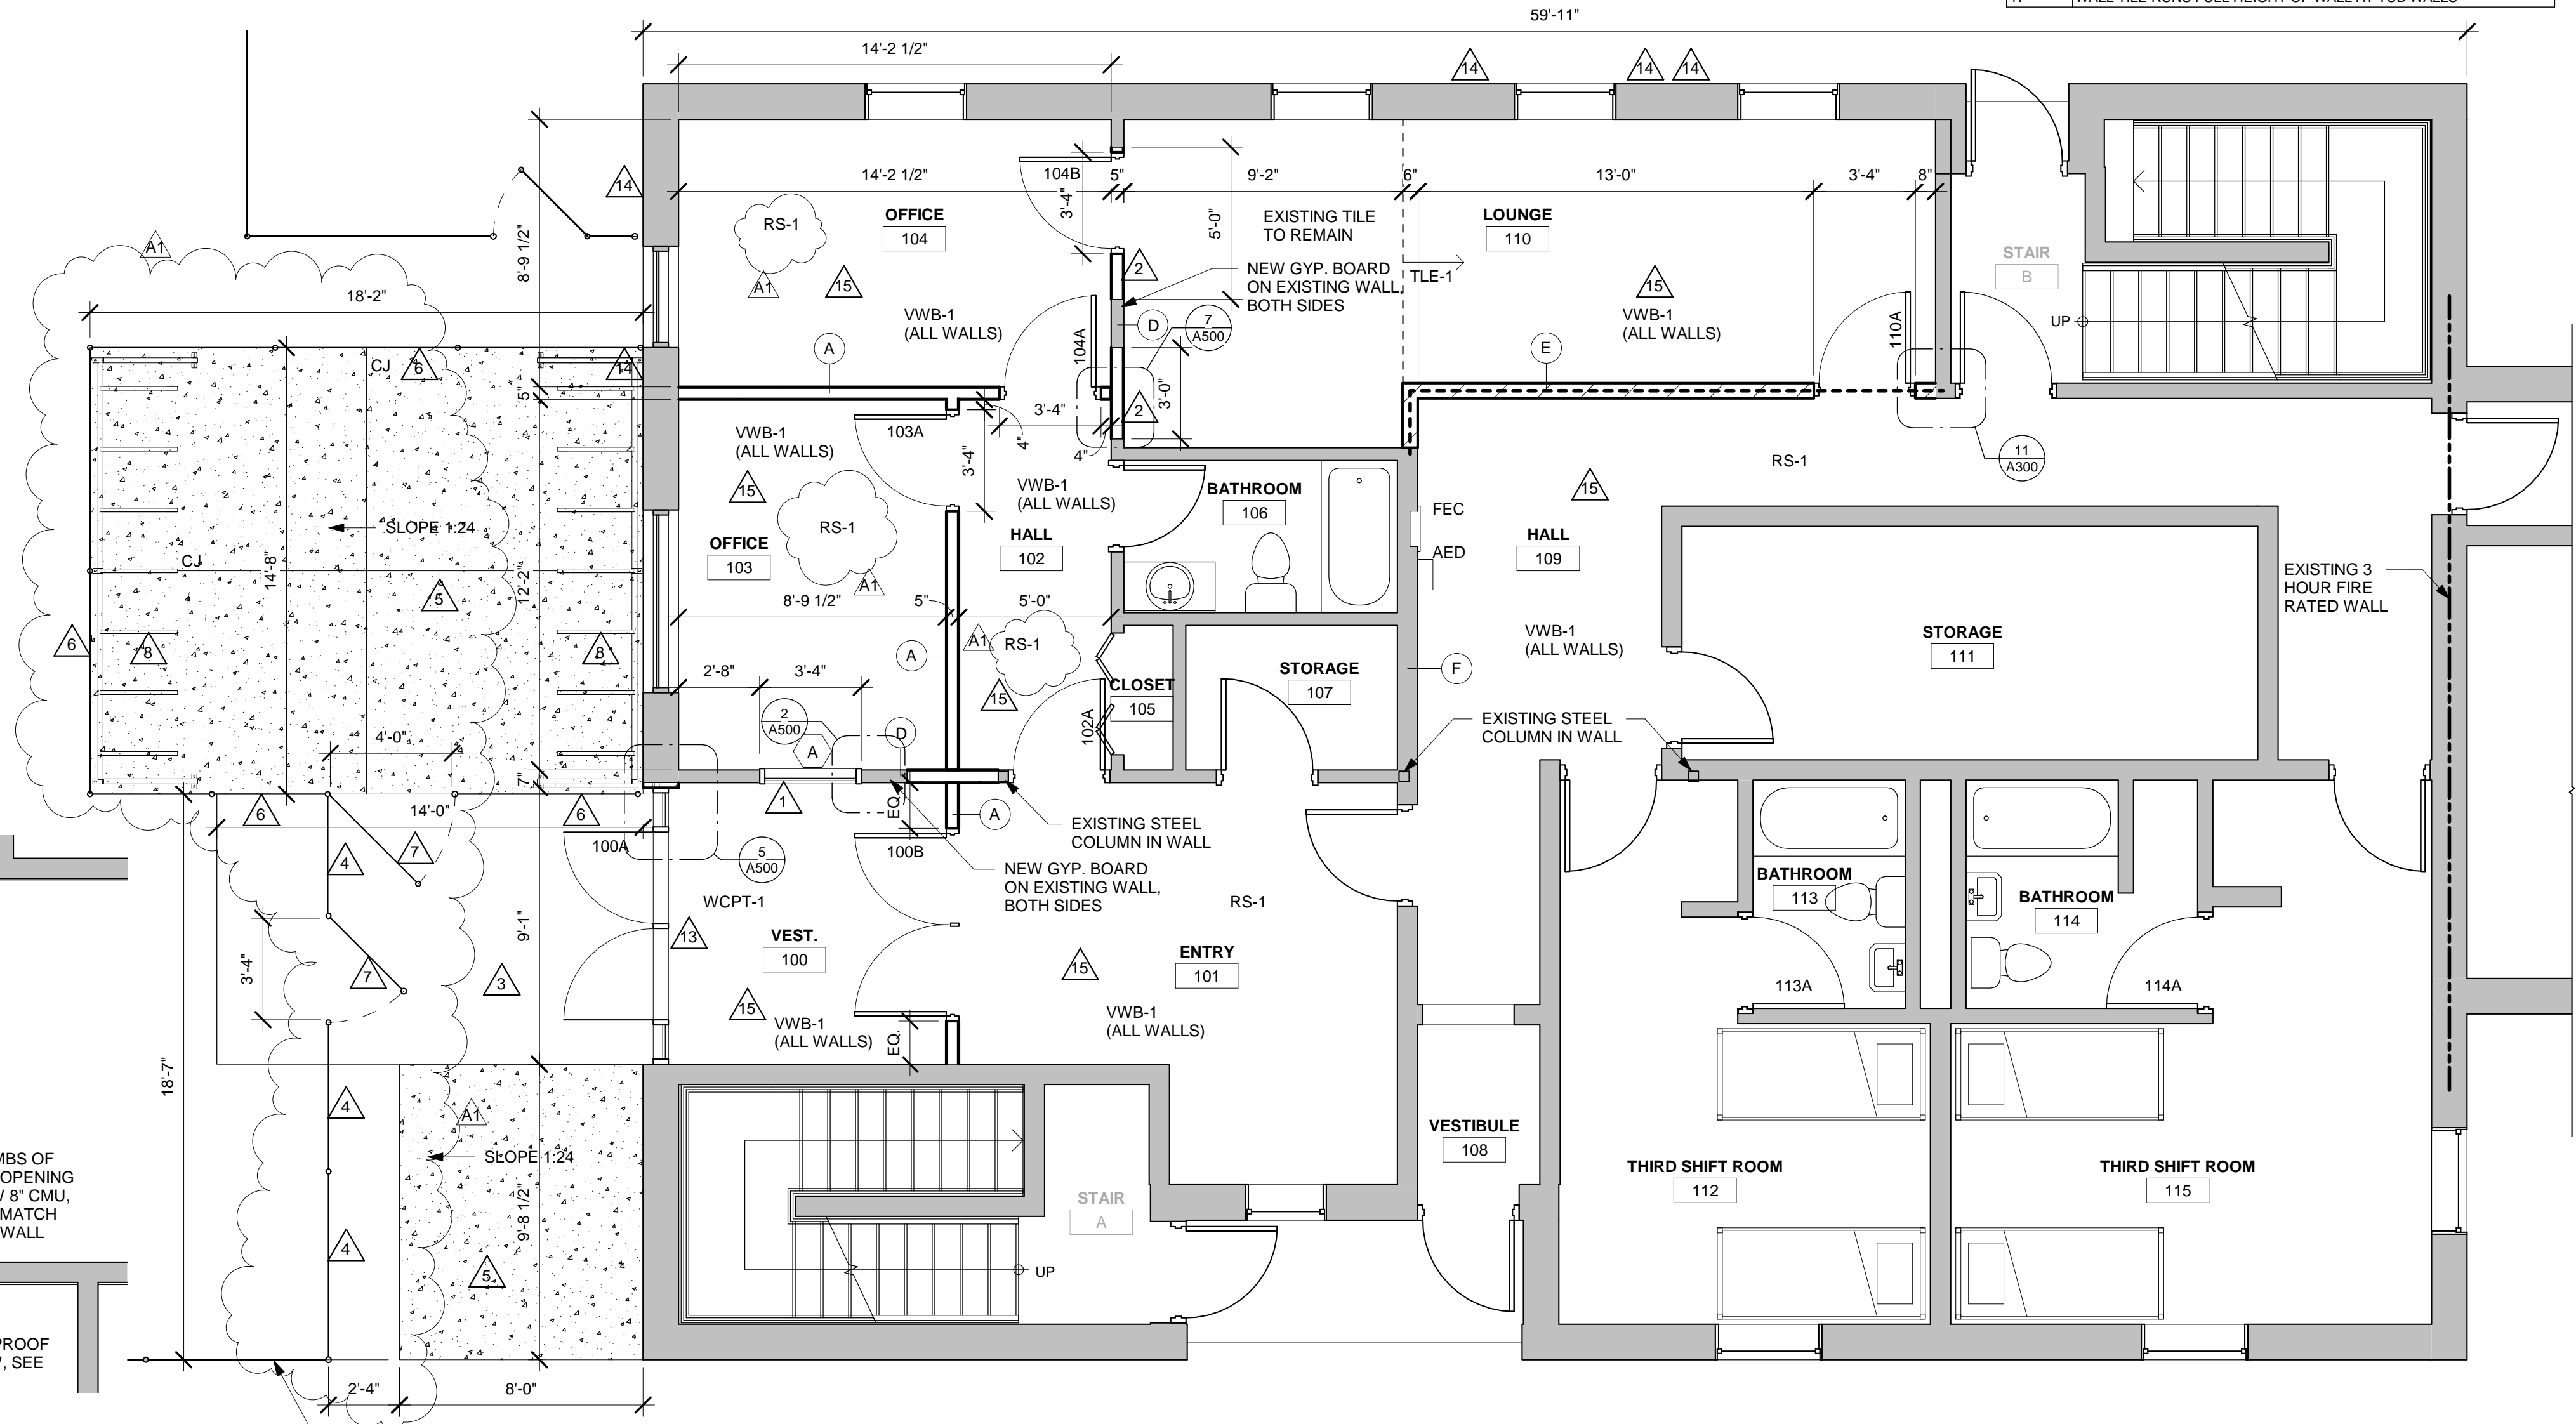 WALL TILE RUNS FULL HEIGHT OF WALL AT TUB WALLS
59'-11"
14'-2 1/2"
14
14
14
14
8'-9 1/2"
14'-2 1/2"
104B
3'-4"
5"
5'-0"
9'-2"
6"
13'-0"
3'-4"
8"
RS-1
A1
OFFICE
104
15
VWB-1
(ALL WALLS)
EXISTING TILE
TO REMAIN
NEW GYP. BOARD
ON EXISTING WALL,
BOTH SIDES
2
D
7
A500
LOUNGE
110
TLE-1
15
VWB-1
(ALL WALLS)
110A
STAIR
B
UP
A1
18'-2"
CJ
6
14
5"
A
104A
3'-0"
2
E
3'-4"
4"
4"
103A
3'-4"
VWB-1
(ALL WALLS)
15
RS-1
A1
OFFICE
103
VWB-1
(ALL WALLS)
HALL
102
BATHROOM
106
FEC
AED
HALL
109
15
RS-1
11
A300
VWB-1
(ALL WALLS)
EXISTING 3
HOUR FIRE
RATED WALL
SLOPE 1:24
CJ
14'-8"
5
12'-2"
6
8
8
8'-9 1/2"
5"
5'-0"
A1
RS-1
A
15
2'-8"
3'-4"
2
A500
A
D
1
CLOSET
105
102A
STORAGE
107
F
STORAGE
111
EXISTING STEEL
COLUMN IN WALL
4'-0"
7"
6
14'-0"
6
100A
5
A500
EQ.
100B
A
EXISTING STEEL
COLUMN IN WALL
NEW GYP. BOARD
ON EXISTING WALL,
BOTH SIDES
4
7
3'-4"
7
9'-1"
3
13
WCPT-1
VEST.
100
15
VWB-1
(ALL WALLS)
EQ.
RS-1
15
ENTRY
101
VWB-1
(ALL WALLS)
BATHROOM
113
113A
BATHROOM
114
114A
18'-7"
4
A1
SLOPE 1:24
9'-8 1/2"
4
5
STAIR
A
UP
VESTIBULE
108
THIRD SHIFT ROOM
112
THIRD SHIFT ROOM
115
MBS OF
OPENING
8" CMU,
MATCH
WALL
PROOF
, SEE
2'-4"
8'-0"